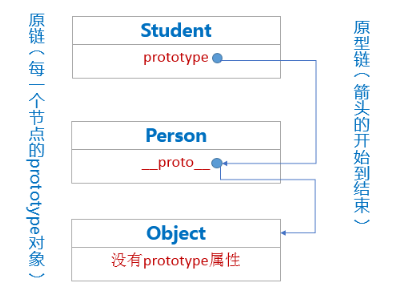 原链（每一个节点的prototype对象）
Student
prototype
Person
__proto__
Object
没有prototype属性
原型链（箭头的开始到结束）